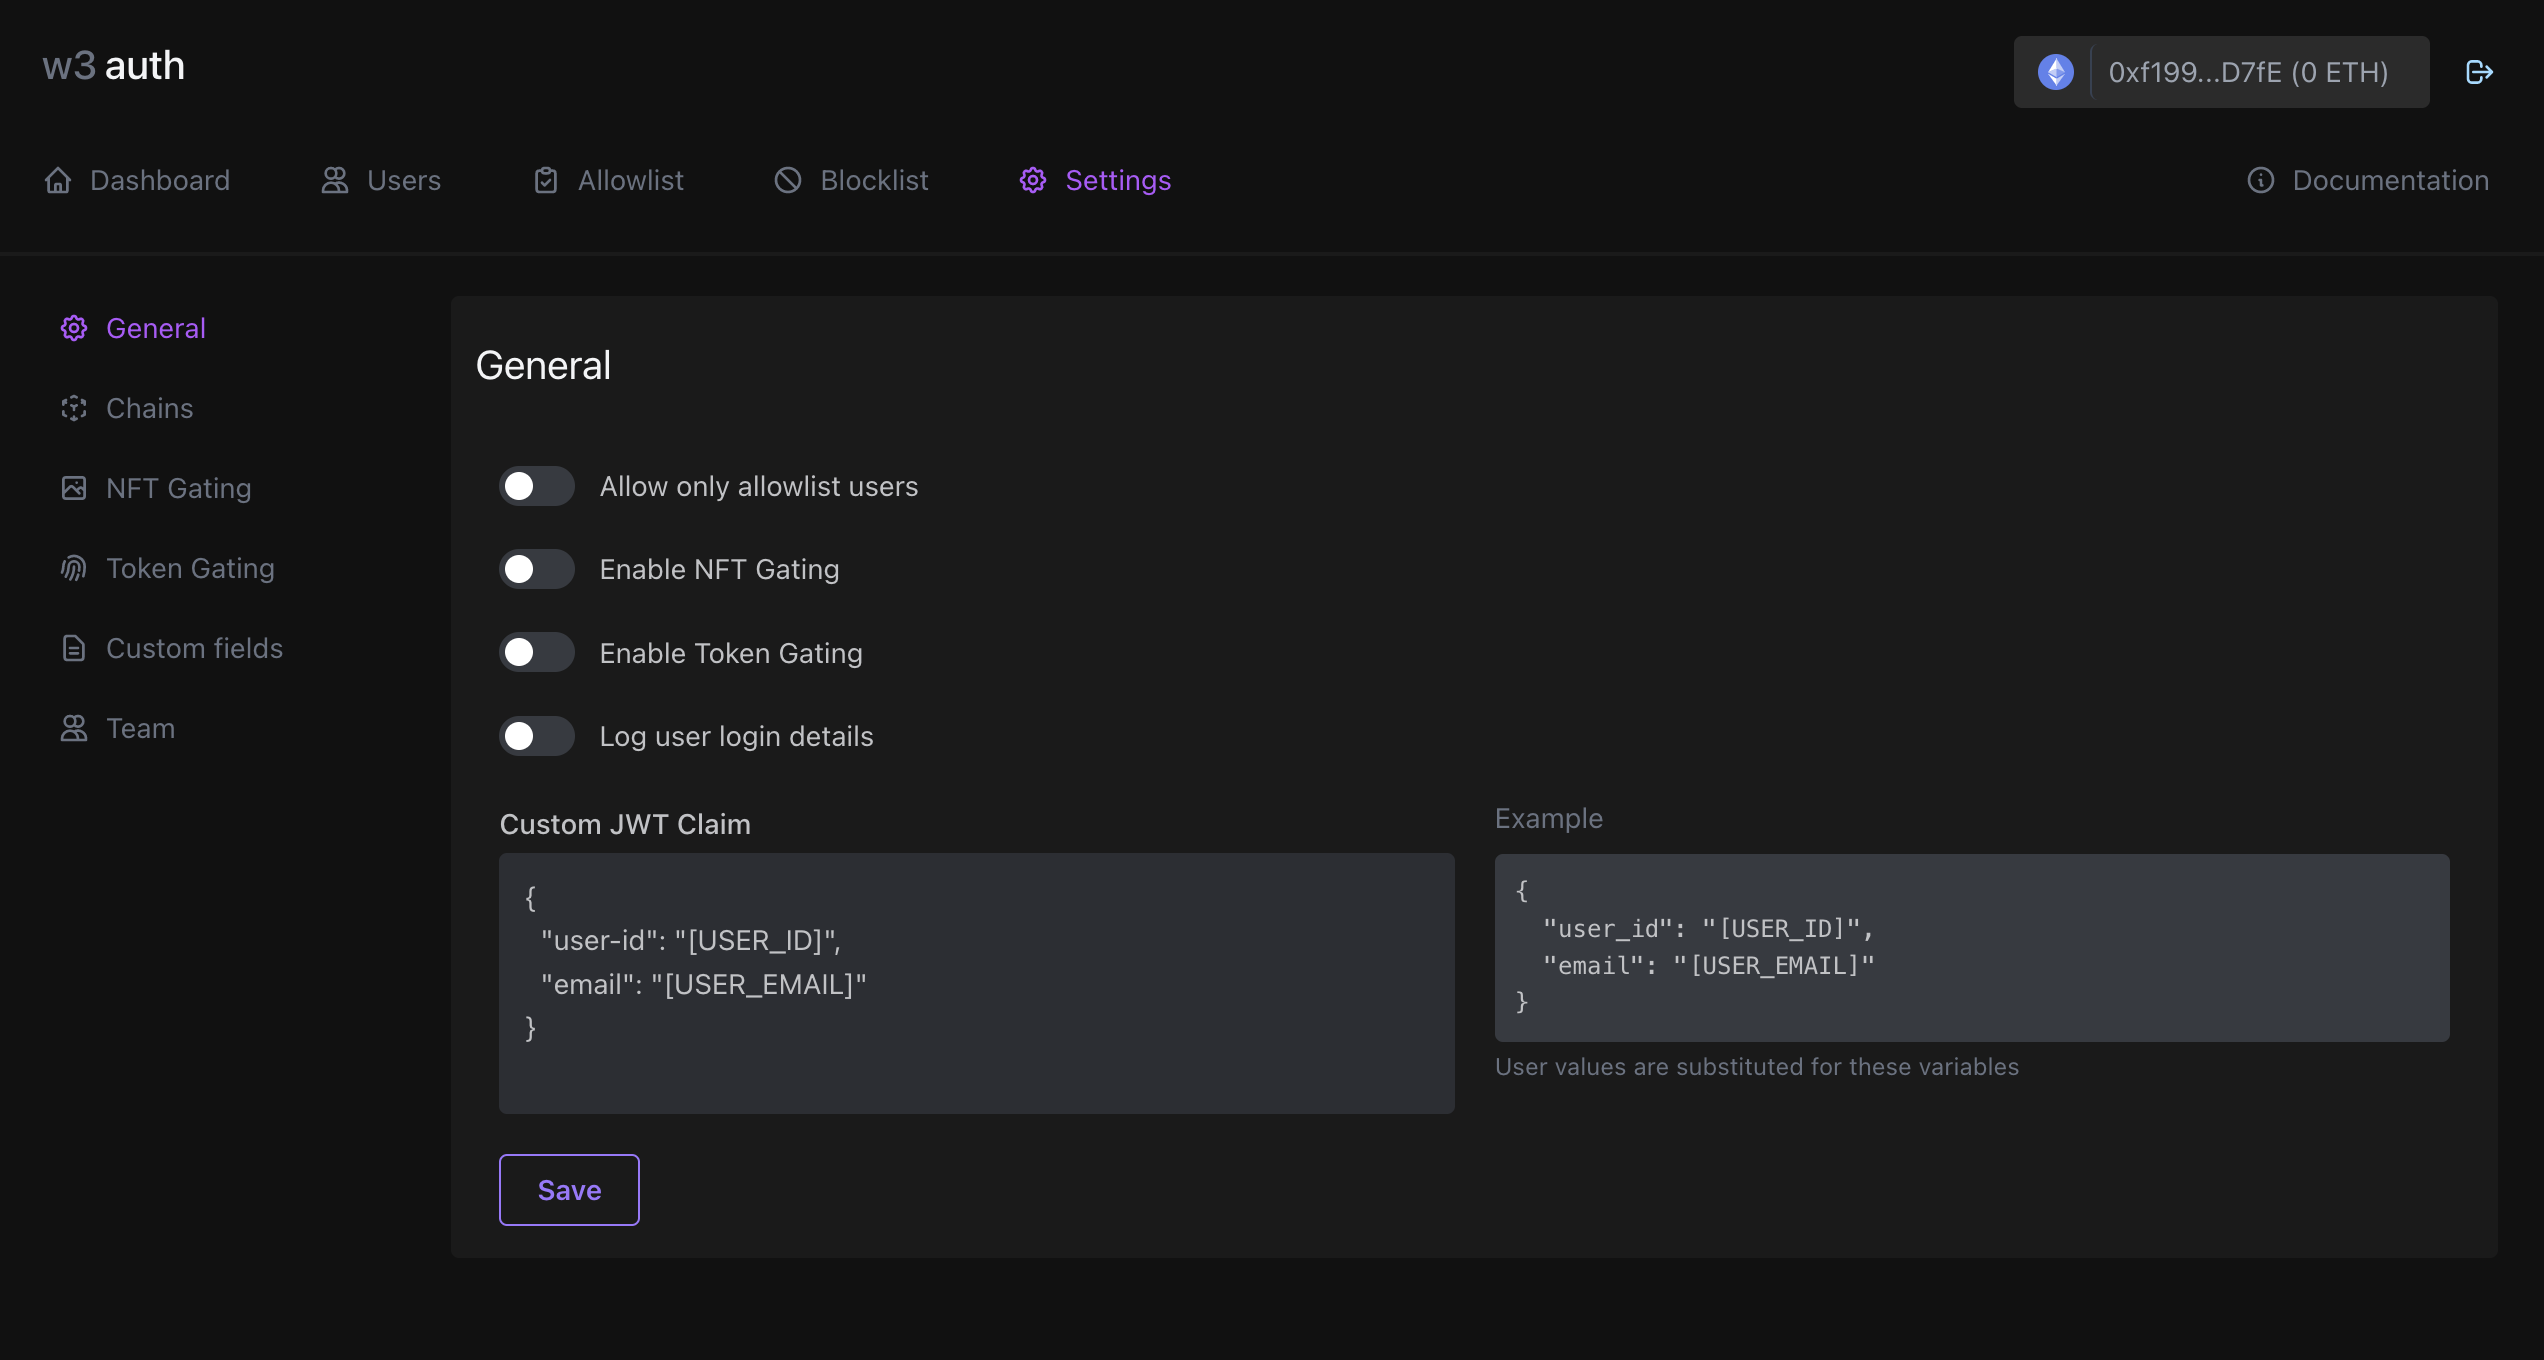 w3 auth
0xf199...D7fE (0 ETH)
Dashboard
Users
Allowlist
Blocklist
Settings
Documentation
General
Chains
NFT Gating
Token Gating
Custom fields
Team
General
Allow only allowlist users
Enable NFT Gating
Enable Token Gating
Log user login details
Custom JWT Claim
{
"user-id": "[USER_ID]",
"email": "[USER_EMAIL]"
}
Example
{
"user_id": "[USER_ID]",
"email": "[USER_EMAIL]"
}
User values are substituted for these variables
Save